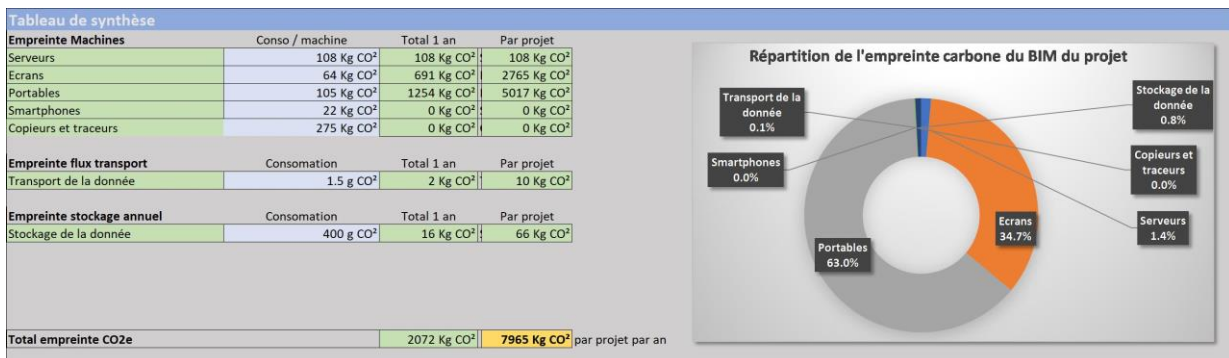 Tableau de synthèse
Empreinte Machines Conso / machine Total 1 an Par projet
Serveurs 108 Kg CO² 108 Kg CO² 108 Kg CO²
Ecrans 64 Kg CO² 691 Kg CO² 2765 Kg CO²
Portables 105 Kg CO² 1254 Kg CO² 5017 Kg CO²
Smartphones 22 Kg CO² 0 Kg CO² 0 Kg CO²
Copieurs et traceurs 275 Kg CO² 0 Kg CO² 0 Kg CO²
Empreinte flux transport Consomation Total 1 an Par projet
Transport de la donnée 1.5 g CO² 2 Kg CO² 10 Kg CO²
Empreinte stockage annuel Consomation Total 1 an Par projet
Stockage de la donnée 400 g CO² 16 Kg CO² 66 Kg CO²
Total empreinte CO2e 2072 Kg CO² 7965 Kg CO² par projet par an
Répartition de l'empreinte carbone du BIM du projet
Transport de la
donnée
0.1%
Stockage de la
donnée
0.8%
Smartphones
0.0%
Copieurs et
traceurs
0.0%
Ecrans
34.7%
Serveurs
1.4%
Portables
63.0%